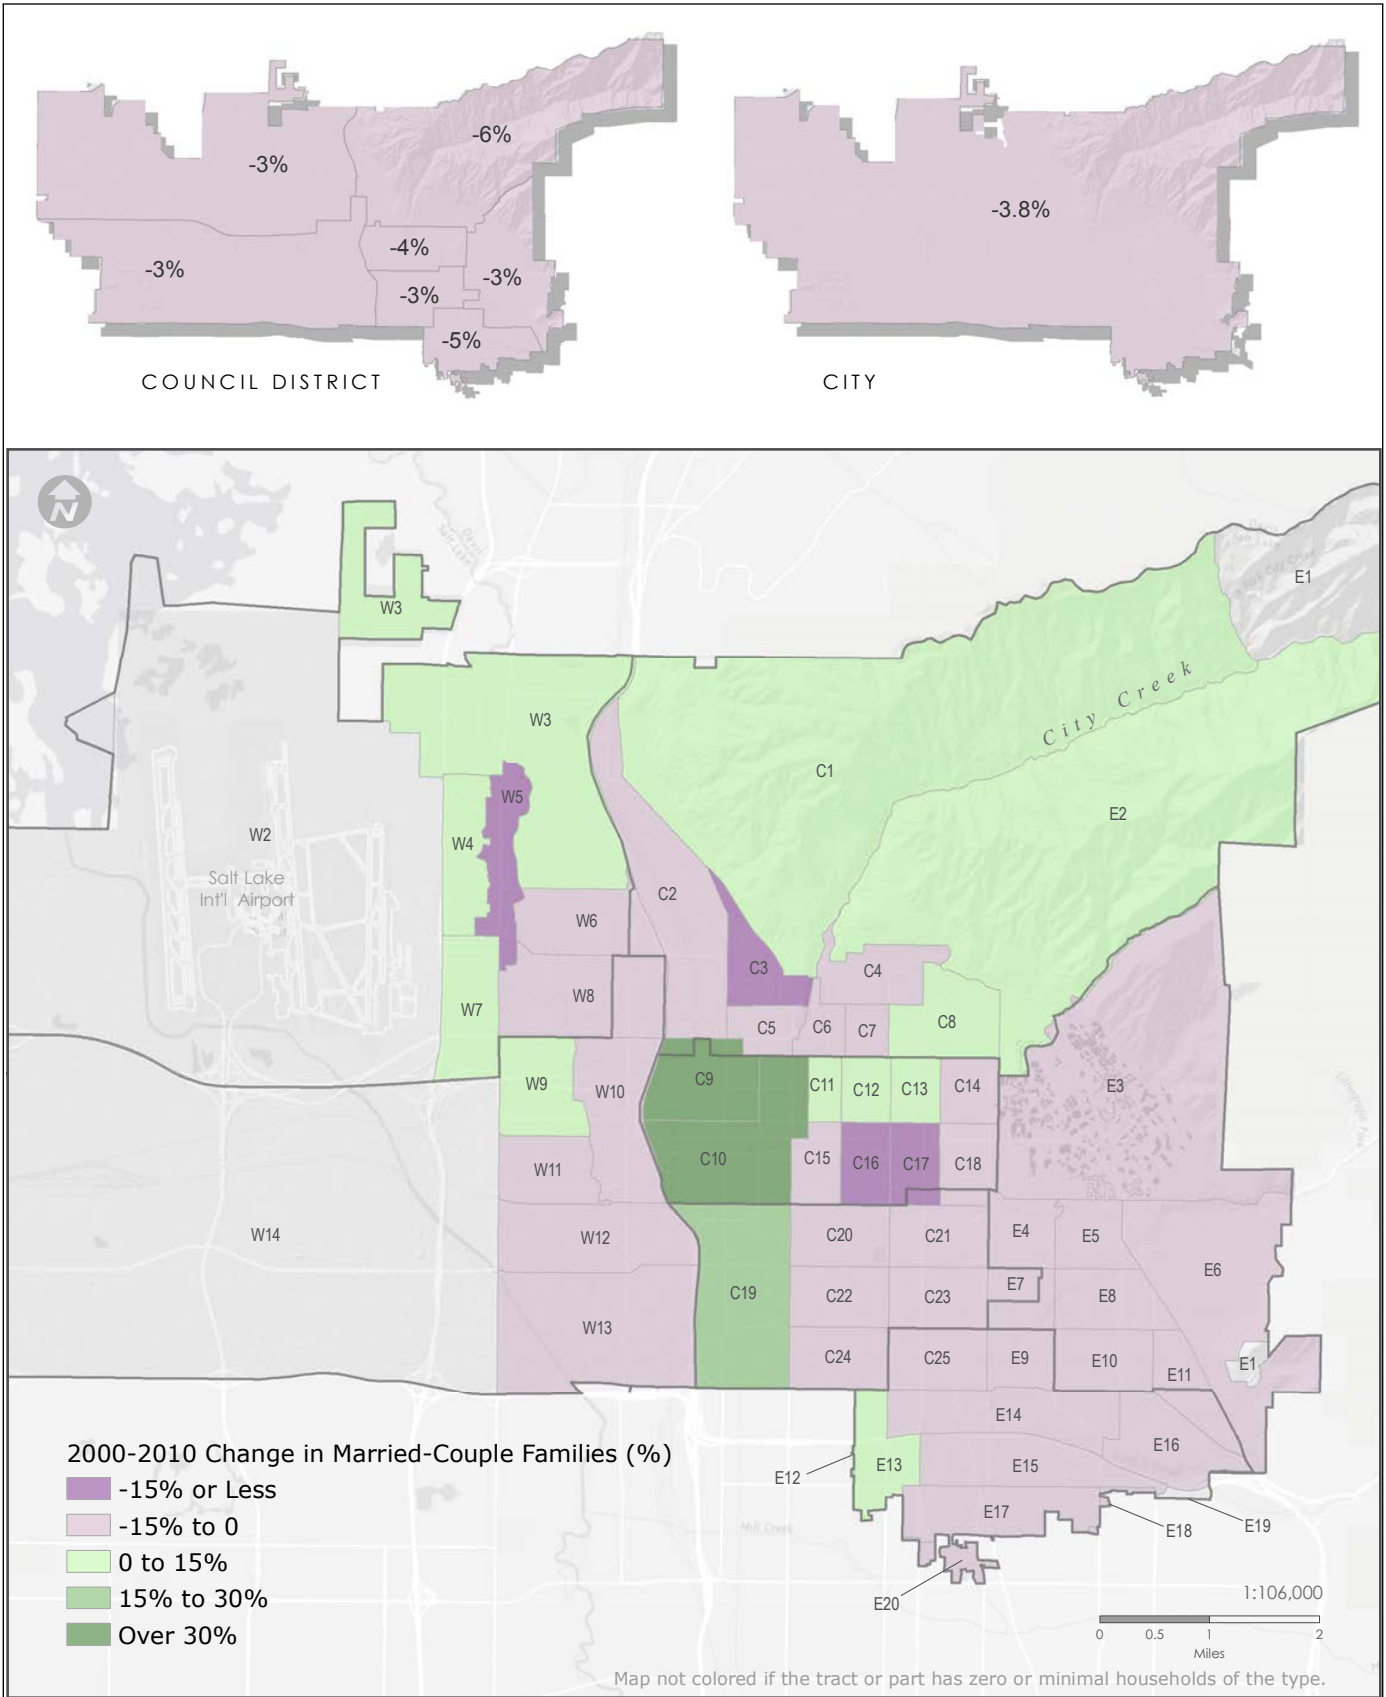 -3%
-6%
-4%
-3%
-3%
-3%
-5%
COUNCIL DISTRICT
-3.8%
CITY
N
W3
E1
W3
City Creek
C1
E2
W5
W2
W4
Salt Lake
Int'l Airport
C2
W6
C3
C4
W8
W7
C5
C6
C7
C8
C9
W9
W10
C11
C12
C13
C14
E3
C10
C15
C16
C17
C18
W11
W14
W12
C20
C21
E4
E5
E6
C19
C22
C23
E7
E8
W13
C24
C25
E9
E10
E11
E1
E14
E16
E12
E13
E15
E17
E18
E19
E20
Mill Creek
2000-2010 Change in Married-Couple Families (%)
-15% or Less
-15% to 0
0 to 15%
15% to 30%
Over 30%
1:106,000
0 0.5 1 2
Miles
Map not colored if the tract or part has zero or minimal households of the type.